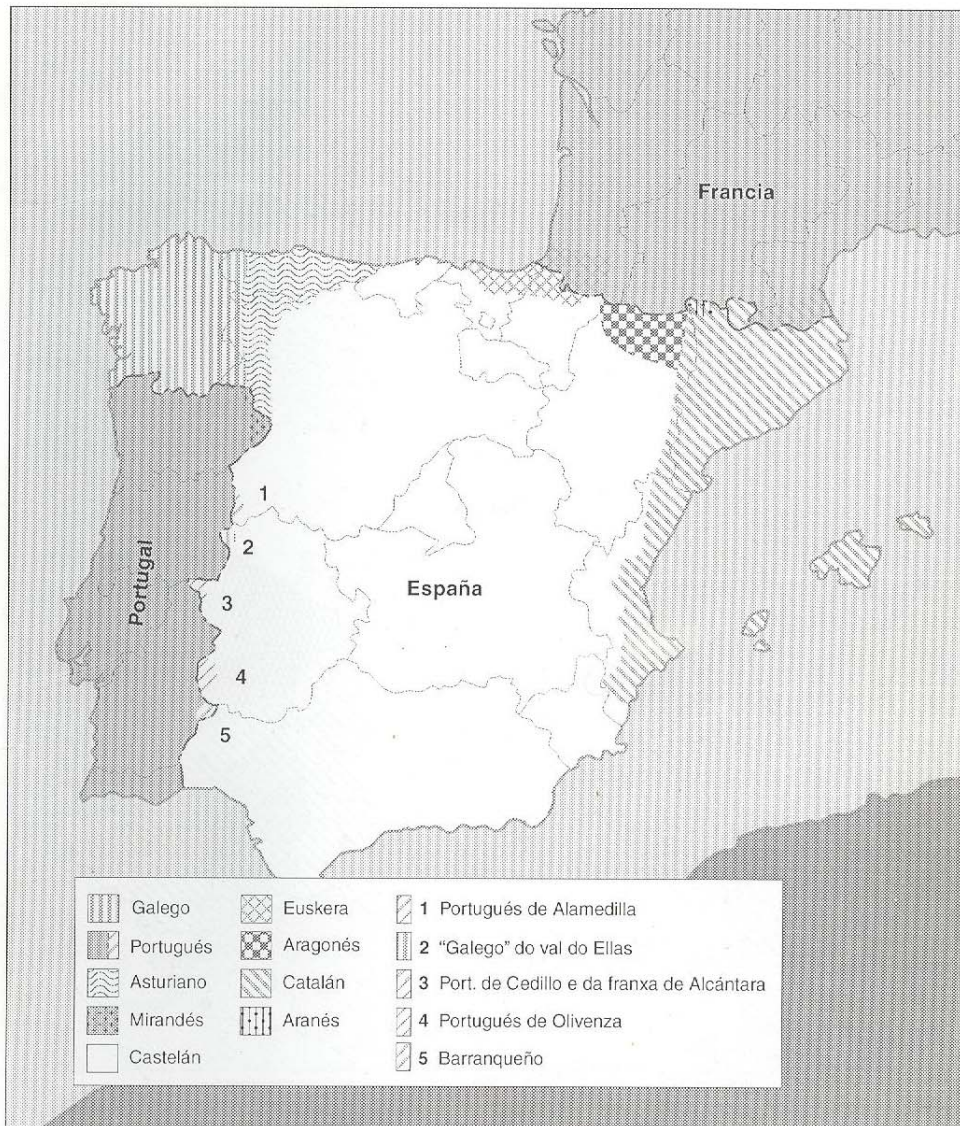 Francia
España
Portugal
1
2
3
4
5
Galego
Portugués
Asturiano
Mirandés
Castelán
Euskera
Aragonés
Catalán
Aranés
1 Portugués de Alamedilla
2 "Galego" do val do Ellas
3 Port. de Cedillo e da franxa de Alcántara
4 Portugués de Olivenza
5 Barranqueño